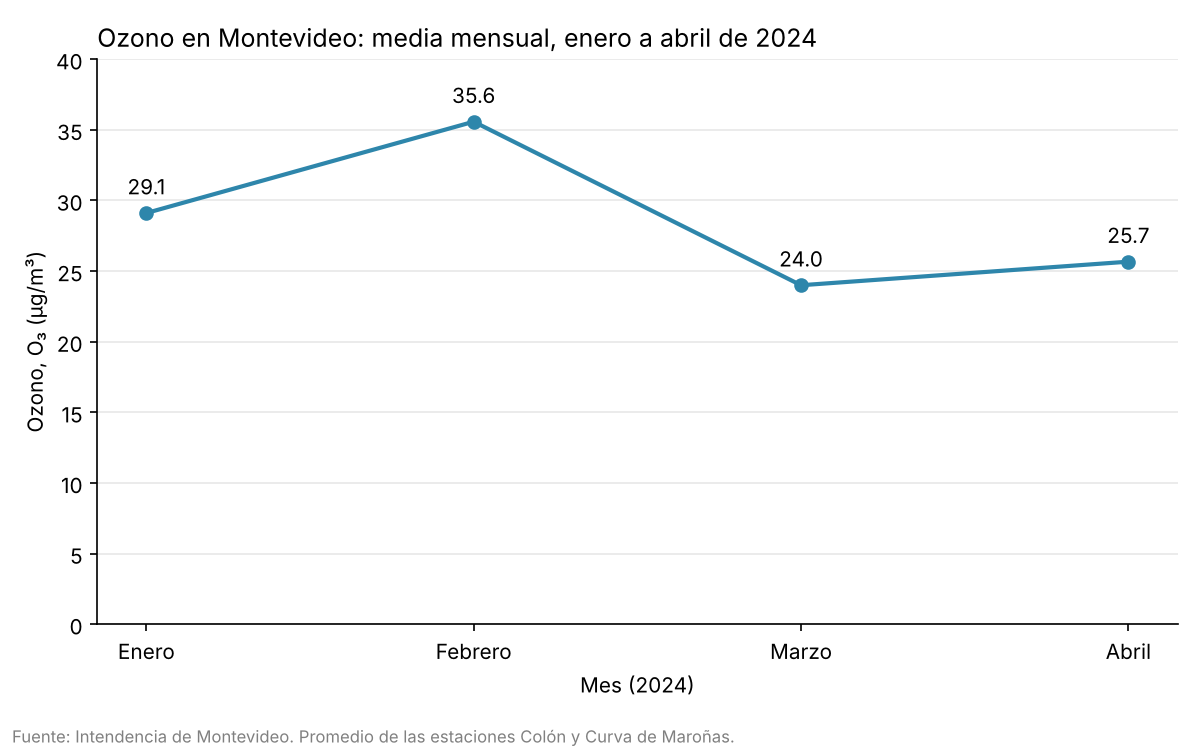 Ozono en Montevideo: media mensual, enero a abril de 2024
40
35
30
25
20
15
10
5
0
Ozono, O₃ (µg/m³)
29.1
35.6
24.0
25.7
Enero
Febrero
Marzo
Abril
Mes (2024)
Fuente: Intendencia de Montevideo. Promedio de las estaciones Colón y Curva de Maroñas.